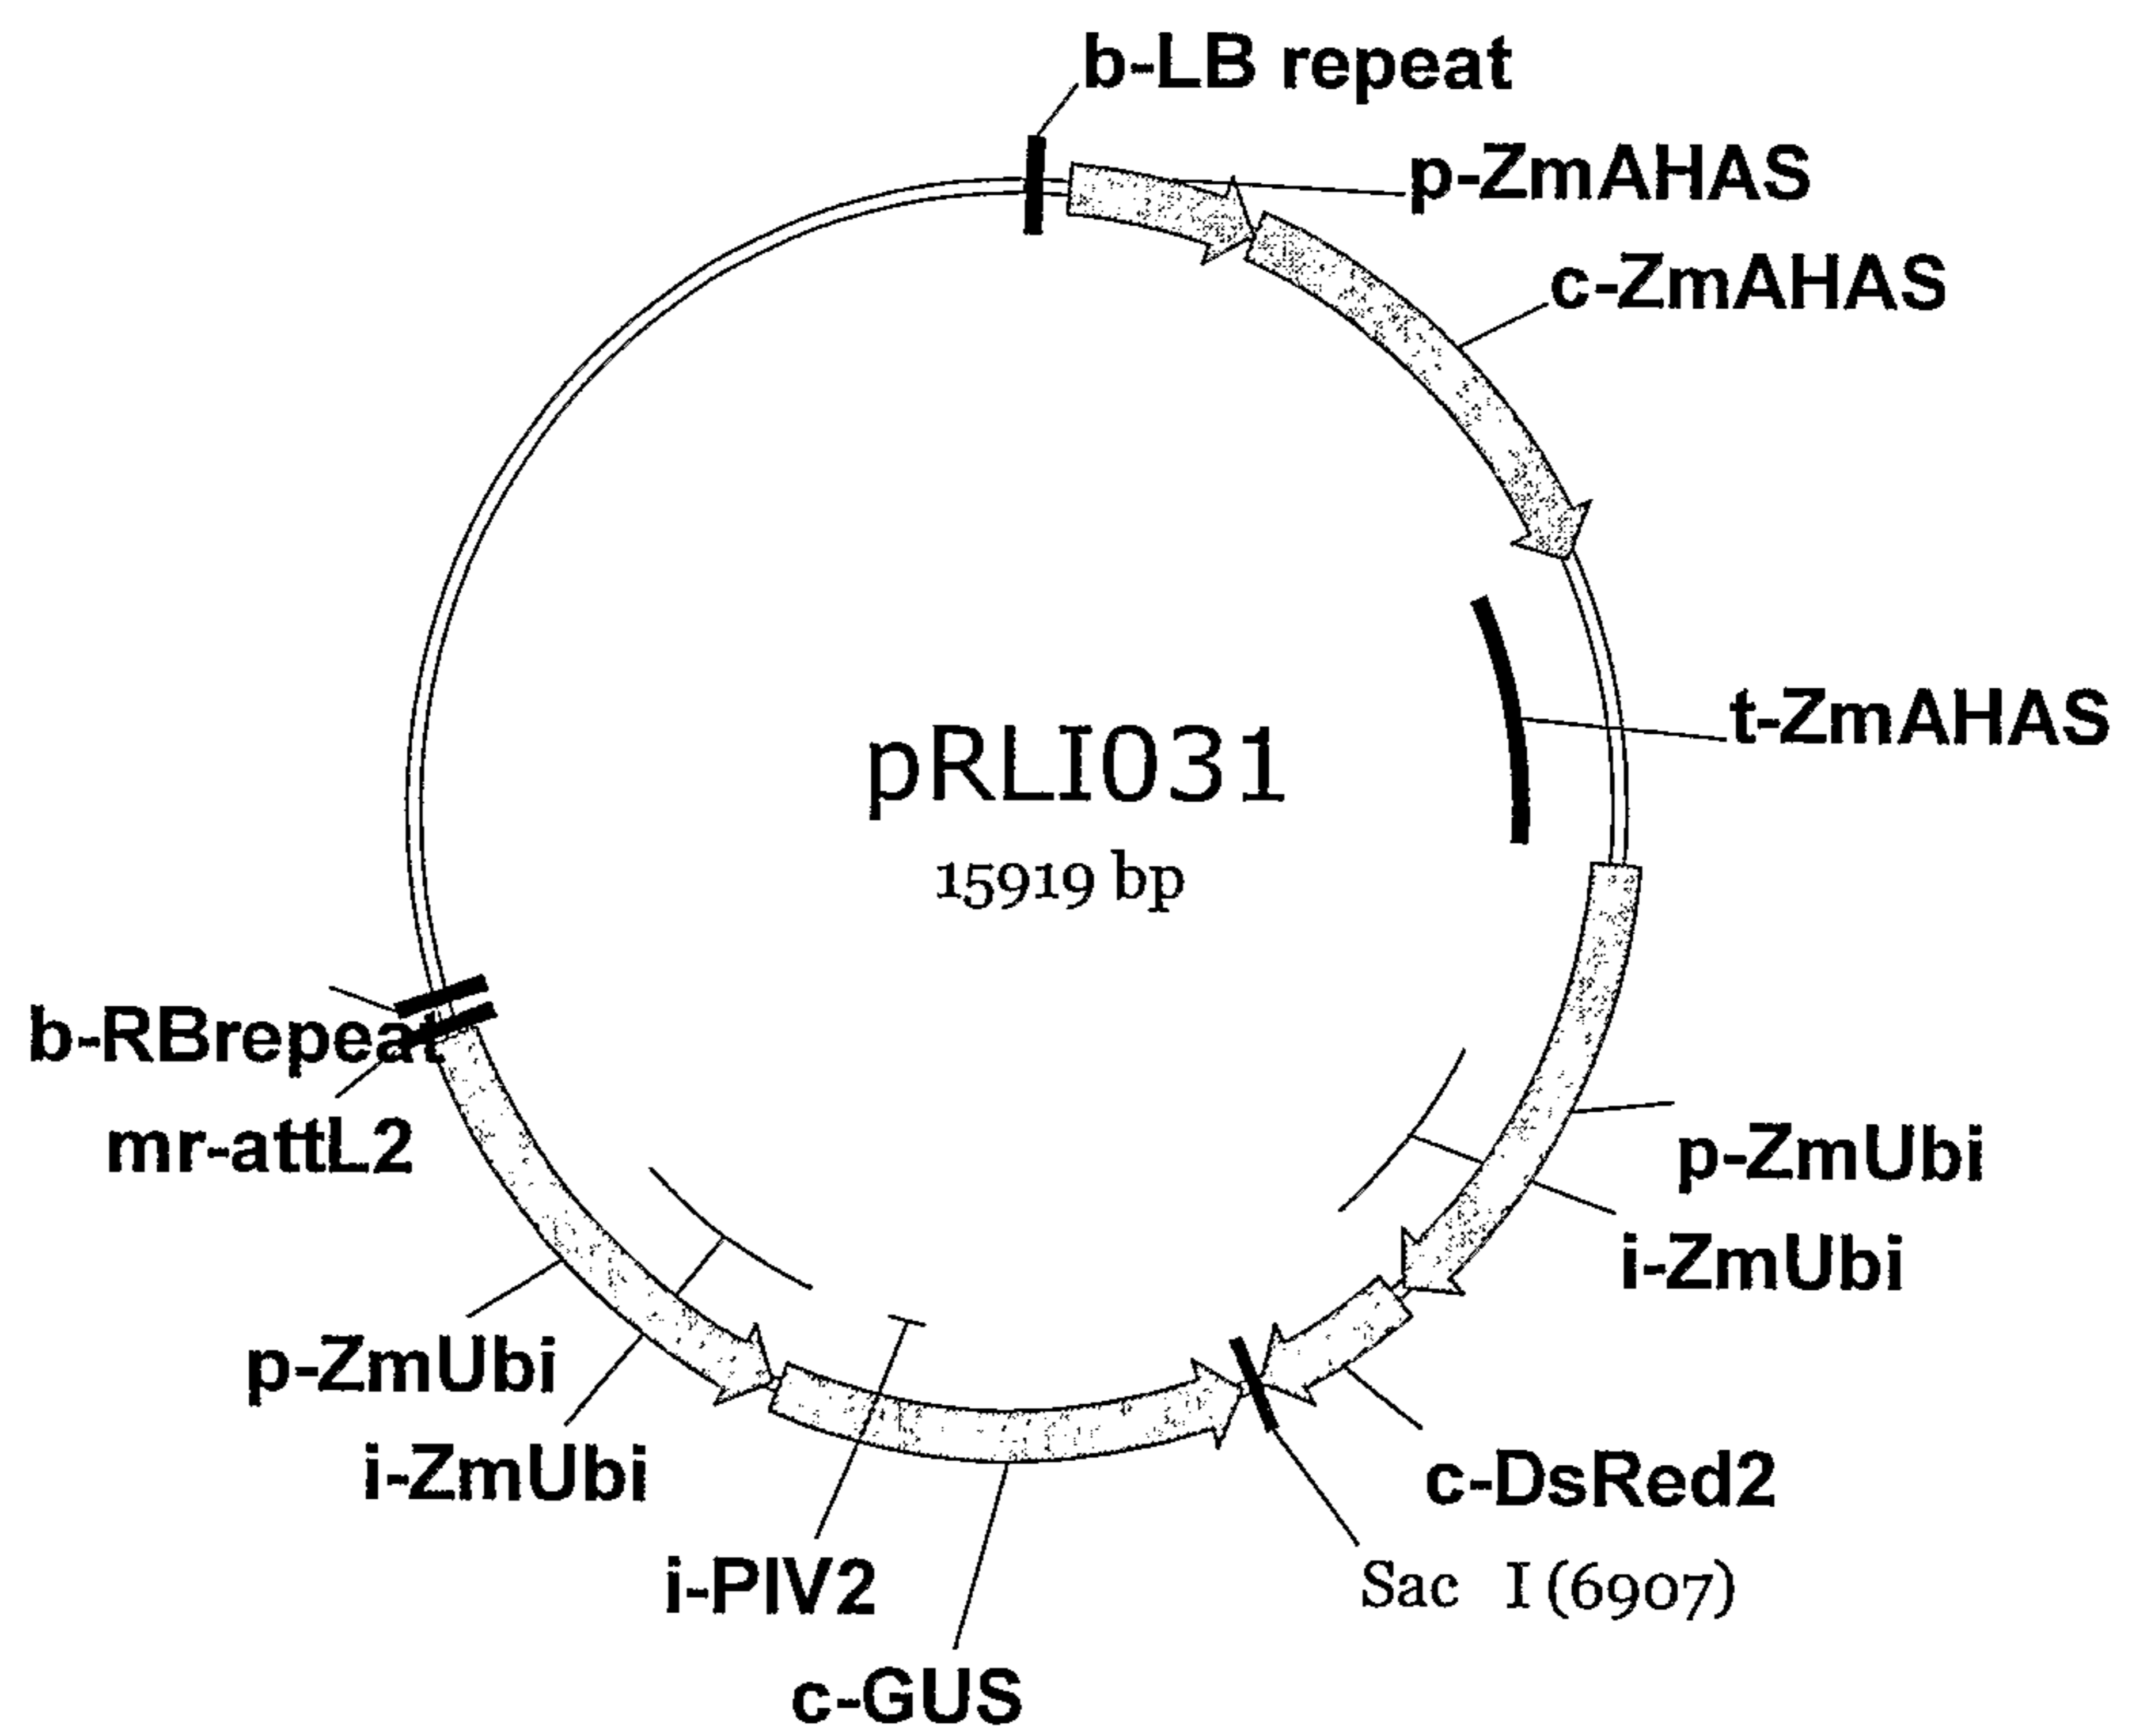 b-LB repeat
p-ZmAHAS
c-ZmAHAS
t-ZmAHAS
pRLI031
15919 bp
b-RBrepeat
mr-attL2
p-ZmUbi
i-ZmUbi
p-ZmUbi
i-ZmUbi
c-DsRed2
i-PIV2
Sac I (6907)
c-GUS